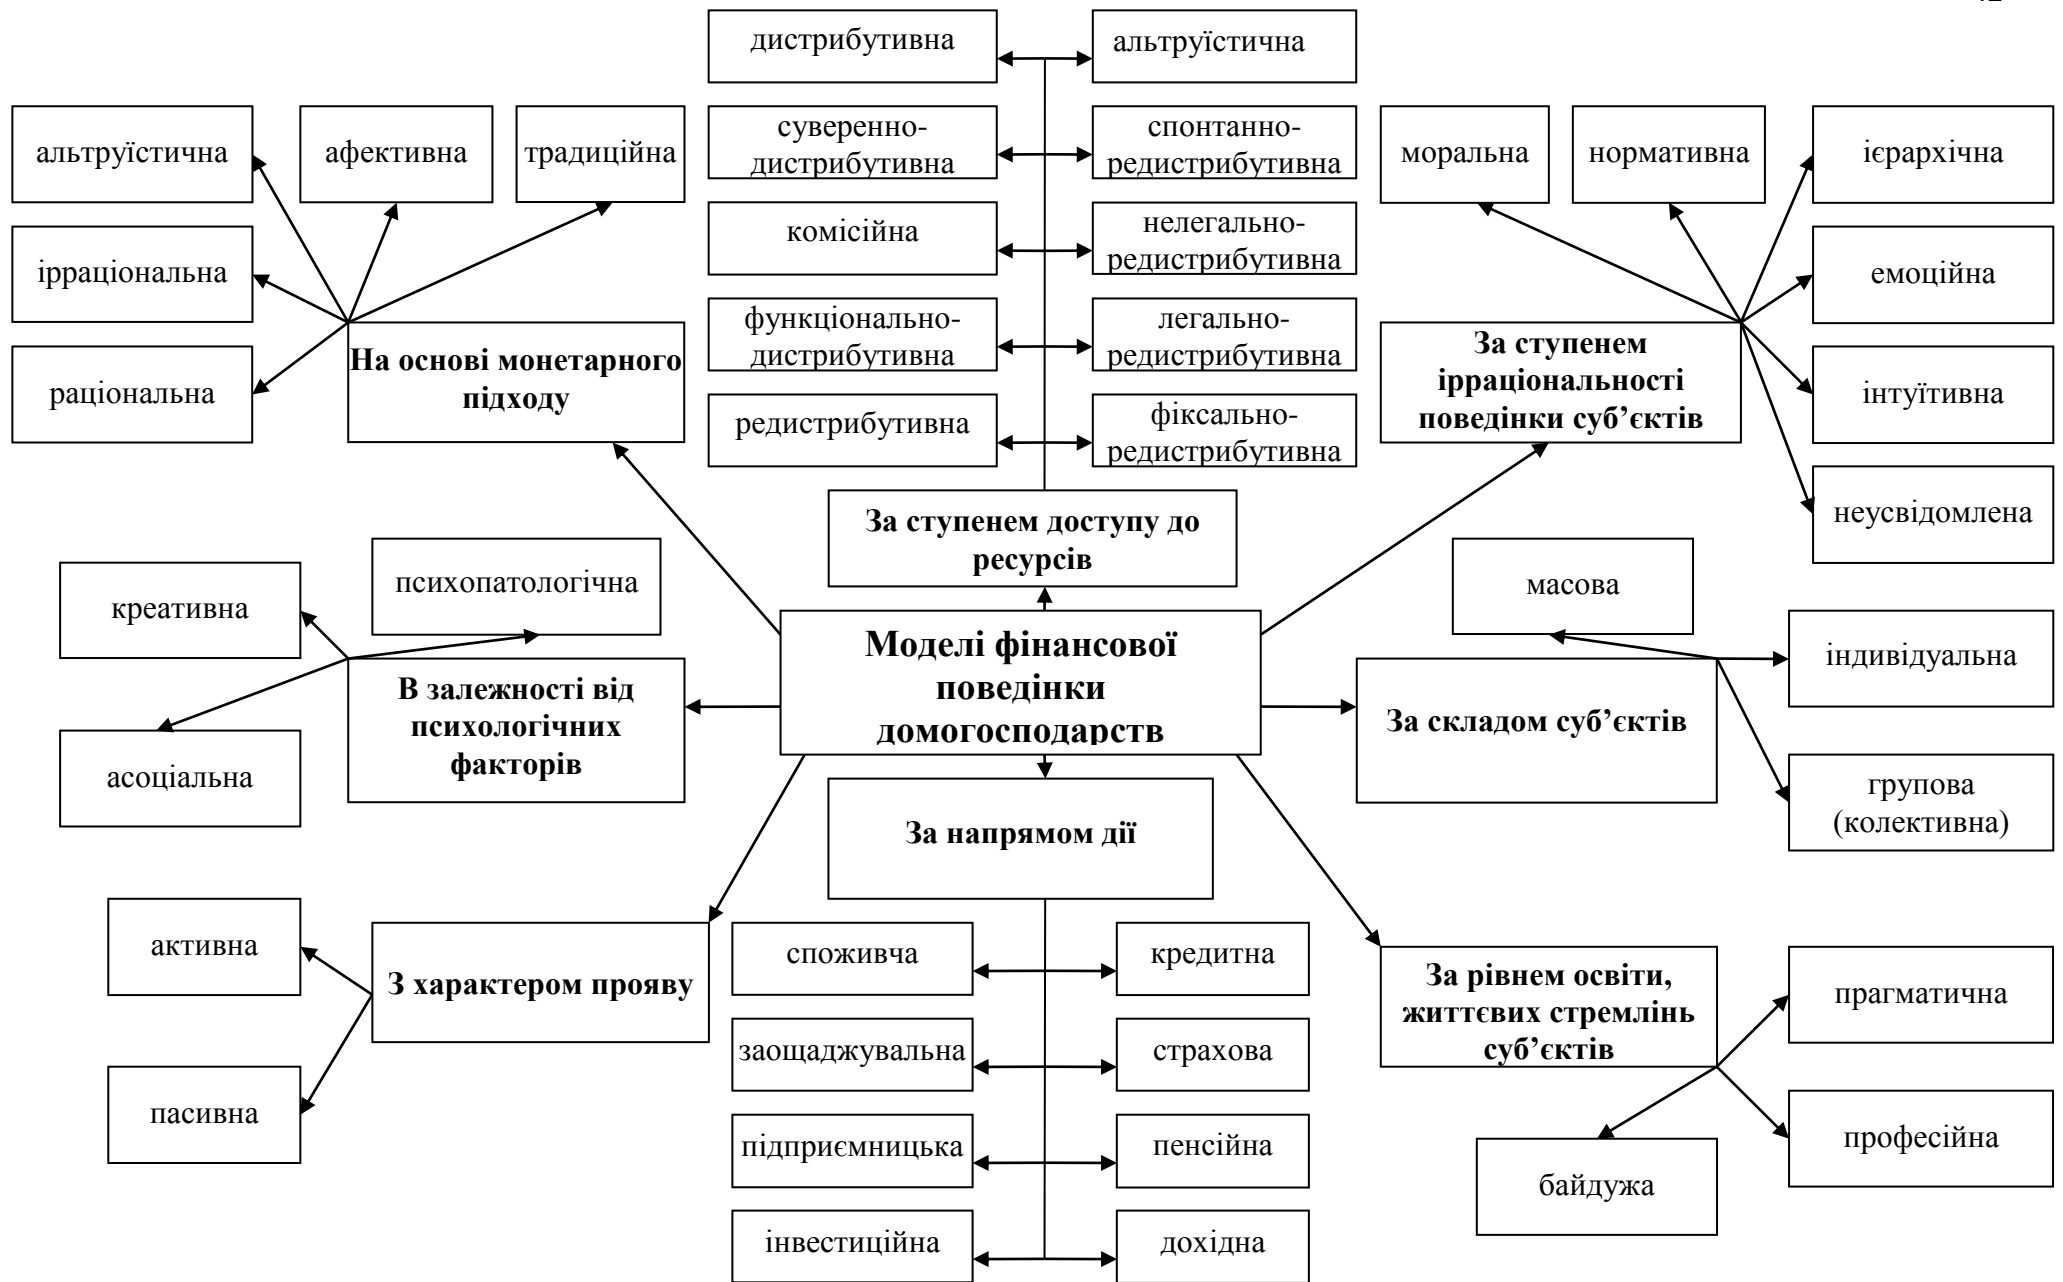 дистрибутивна
альтруїстична
суверенно-
дистрибутивна
спонтанно-
редистрибутивна
комісійна
нелегально-
редистрибутивна
функціонально-
дистрибутивна
легально-
редистрибутивна
редистрибутивна
фіксально-
редистрибутивна
За ступенем доступу до
ресурсів
альтруїстична
афективна
традиційна
ірраціональна
раціональна
На основі монетарного
підходу
моральна
нормативна
ієрархічна
емоційна
інтуїтивна
неусвідомлена
За ступенем
ірраціональності
поведінки суб’єктів
психопатологічна
креативна
асоціальна
В залежності від
психологічних
факторів
Моделі фінансової
поведінки
домогосподарств
масова
індивідуальна
групова
(колективна)
За складом суб’єктів
За напрямом дії
активна
пасивна
З характером прояву
споживча
кредитна
заощаджувальна
страхова
підприємницька
пенсійна
інвестиційна
дохідна
За рівнем освіти,
життєвих стремлінь
суб’єктів
прагматична
професійна
байдужа